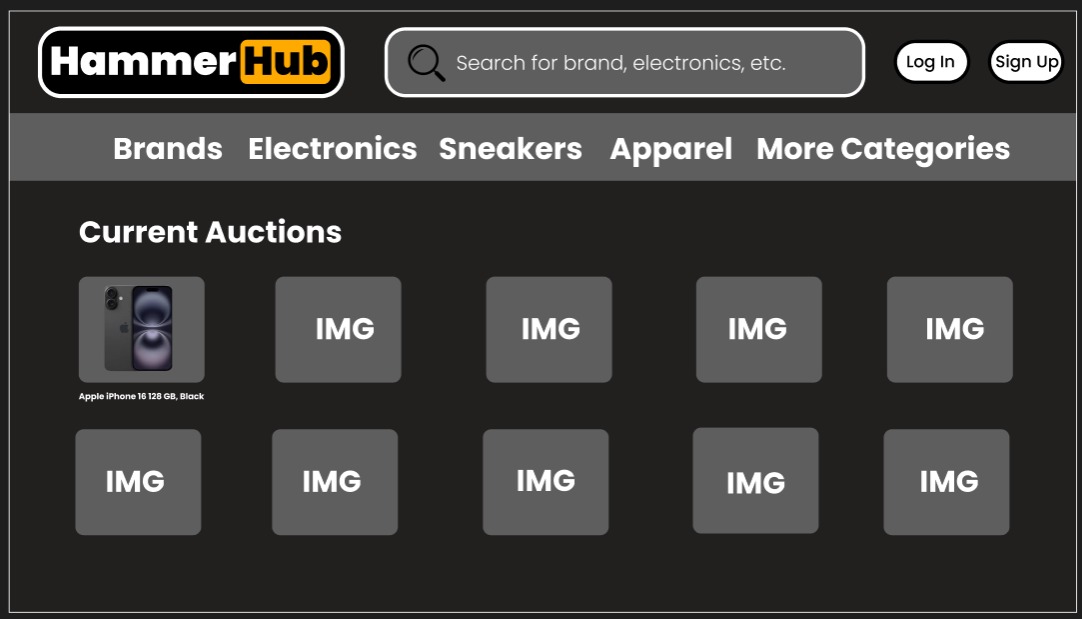 HammerHub
Search for brand, electronics, etc.
Log In
Sign Up
Brands Electronics Sneakers Apparel More Categories
Current Auctions
IMG IMG IMG IMG
Apple iPhone 16 128 GB, Black
IMG IMG IMG IMG IMG